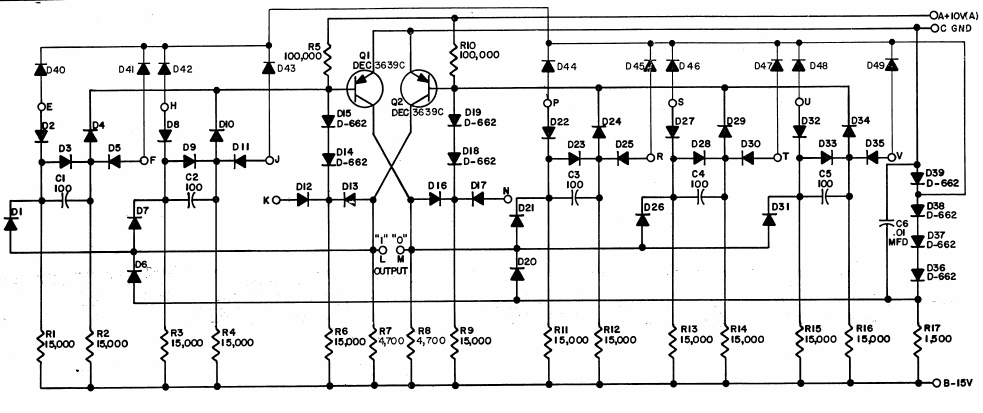 A+10V(A)
C GND
R5
100,000
Q1
DEC 3639C
R10
100,000
D40
D41
D42
D43
Q2
DEC 3639C
D44
D45
D46
D47
D48
D49
E
H
P
S
U
D2
D4
D8
D10
D15
D-662
D19
D-662
D22
D24
D27
D29
D32
D34
D3
D5
F
D9
D11
J
D14
D-662
D18
D-662
D23
D25
R
D28
D30
T
D33
D35
V
C1
100
C2
100
K
D12
D13
D16
D17
N
C3
100
C4
100
C5
100
D39
D-662
D1
D7
D21
D26
D31
D38
D-662
C6
.01
MFD
D37
D-662
"1" "0"
L M
OUTPUT
D6
D20
D36
D-662
R1
15,000
R2
15,000
R3
15,000
R4
15,000
R6
15,000
R7
4,700
R8
4,700
R9
15,000
R11
15,000
R12
15,000
R13
15,000
R14
15,000
R15
15,000
R16
15,000
R17
1,500
B-15V